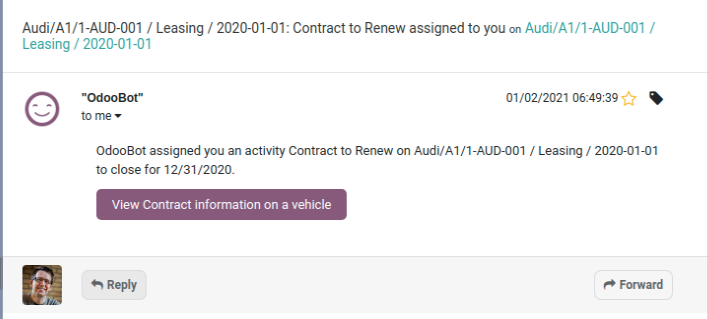 Audi/A1/1-AUD-001 / Leasing / 2020-01-01: Contract to Renew assigned to you on Audi/A1/1-AUD-001 /
Leasing / 2020-01-01
"OdooBot" 01/02/2021 06:49:39
to me
OdooBot assigned you an activity Contract to Renew on Audi/A1/1-AUD-001 / Leasing / 2020-01-01
to close for 12/31/2020.
View Contract information on a vehicle
Reply Forward